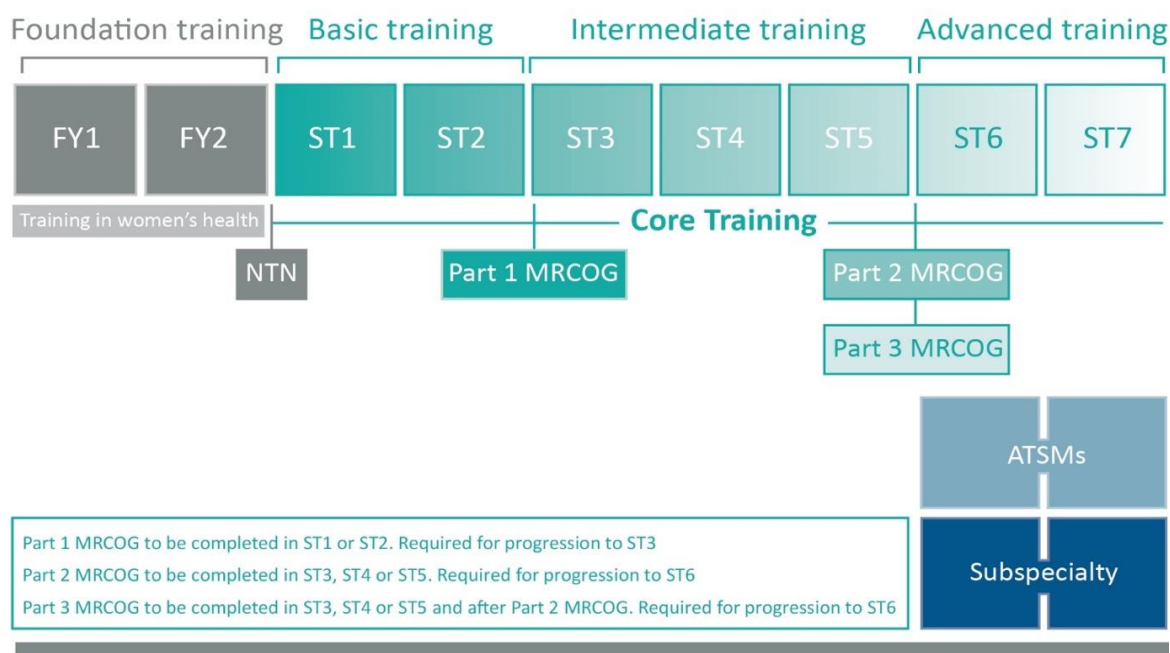 Foundation training
Basic training
Intermediate training
Advanced training
FY1
FY2
ST1
ST2
ST3
ST4
ST5
ST6
ST7
Training in women's health
Core Training
NTN
Part 1 MRCOG
Part 2 MRCOG
Part 3 MRCOG
ATSMs
Subspecialty
Part 1 MRCOG to be completed in ST1 or ST2. Required for progression to ST3
Part 2 MRCOG to be completed in ST3, ST4 or ST5. Required for progression to ST6
Part 3 MRCOG to be completed in ST3, ST4 or ST5 and after Part 2 MRCOG. Required for progression to ST6